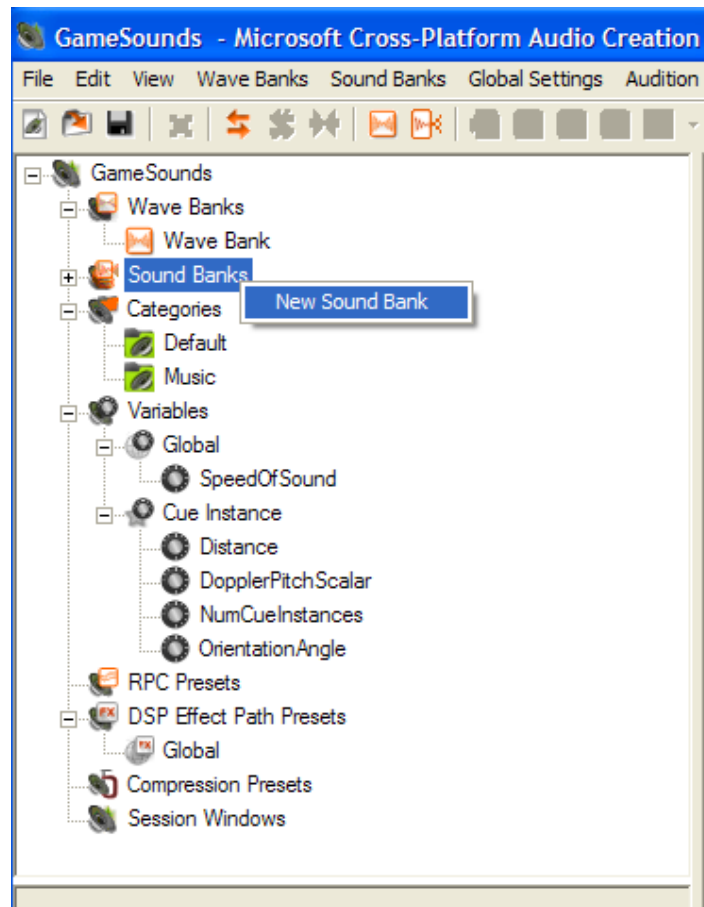 GameSounds - Microsoft Cross-Platform Audio Creation
File Edit View Wave Banks Sound Banks Global Settings Audition
GameSounds
Wave Banks
Wave Bank
Sound Banks
New Sound Bank
Categories
Default
Music
Variables
Global
SpeedOfSound
Cue Instance
Distance
DopplerPitchScalar
NumCueInstances
OrientationAngle
RPC Presets
DSP Effect Path Presets
Global
Compression Presets
Session Windows